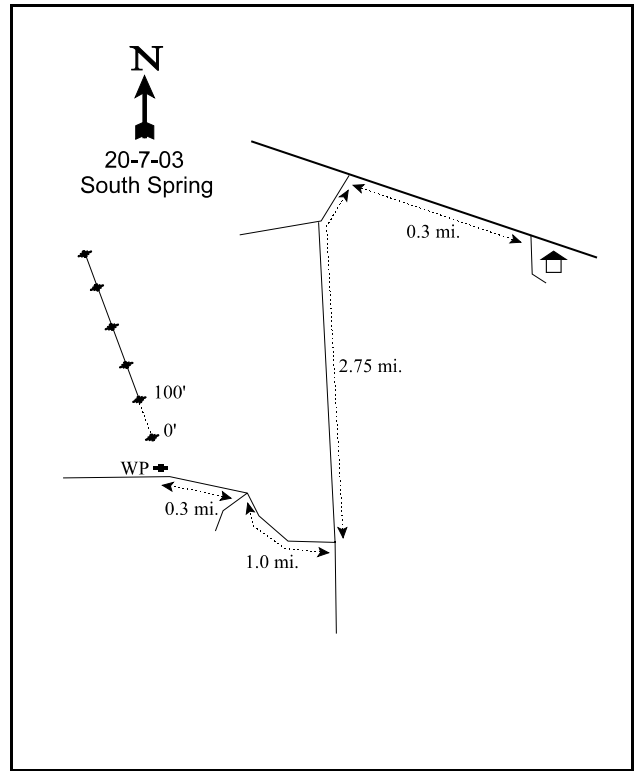 N
20-7-03
South Spring
0.3 mi.
2.75 mi.
100'
0'
WP
0.3 mi.
1.0 mi.